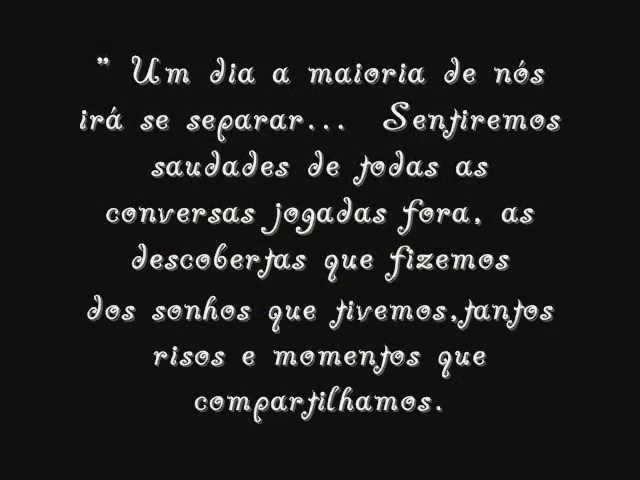 " Um dia a maioria de nós
irá se separar... Sentiremos
saudades de todas as
conversas jogadas fora, as
descobertas que fizemos
dos sonhos que tivemos,tantos
risos e momentos que
compartilhamos.